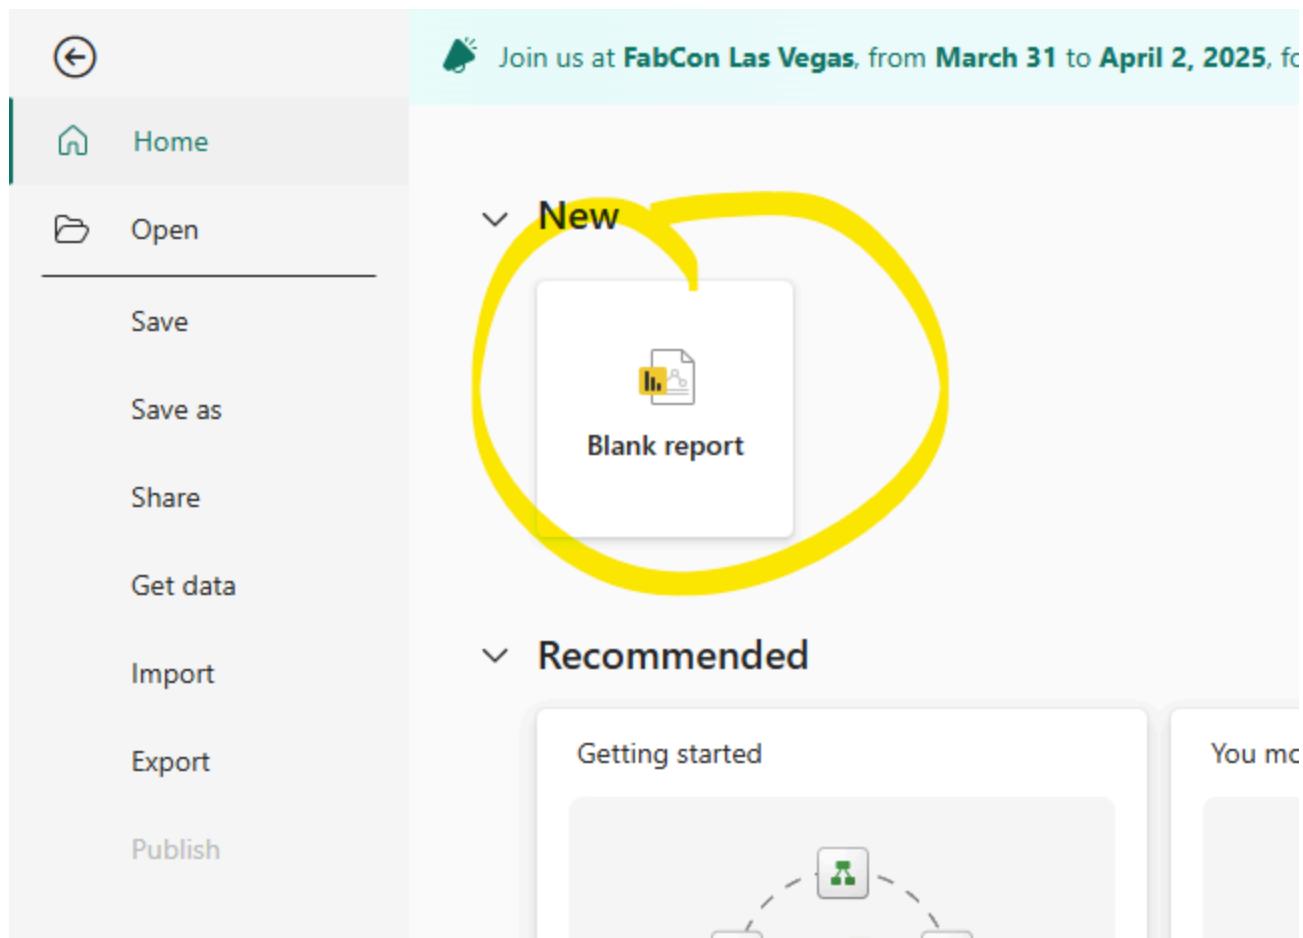 Join us at FabCon Las Vegas, from March 31 to April 2, 2025,
Home
Open
Save
Save as
Share
Get data
Import
Export
Publish
New
Blank report
Recommended
Getting started
You